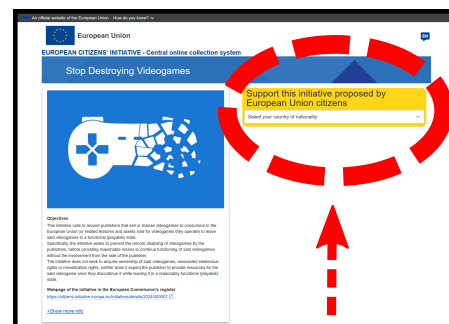 An official website of the European Union How do you know?
European Union
EN
EUROPEAN CITIZENS' INITIATIVE - Central online collection system
Stop Destroying Videogames
Support this initiative proposed by
European Union citizens
Select your country of nationality
Objectives
This initiative calls to require publishers that sell or license videogames to consumers in the
European Union (or related features and assets sold for videogames they operate) to leave
said videogames in a functional (playable) state.
Specifically, the initiative seeks to prevent the remote disabling of videogames by the
publishers, before providing reasonable means to continue functioning of said videogames
without the involvement from the side of the publisher.
The initiative does not seek to acquire ownership of said videogames, associated intellectual
rights or monetization rights, neither does it expect the publisher to provide resources for the
said videogame once they discontinue it while leaving it in a reasonably functional (playable)
state.
Webpage of the initiative in the European Commission's register
https://citizens-initiative.europa.eu/initiatives/details/2024/000007
+Show more info